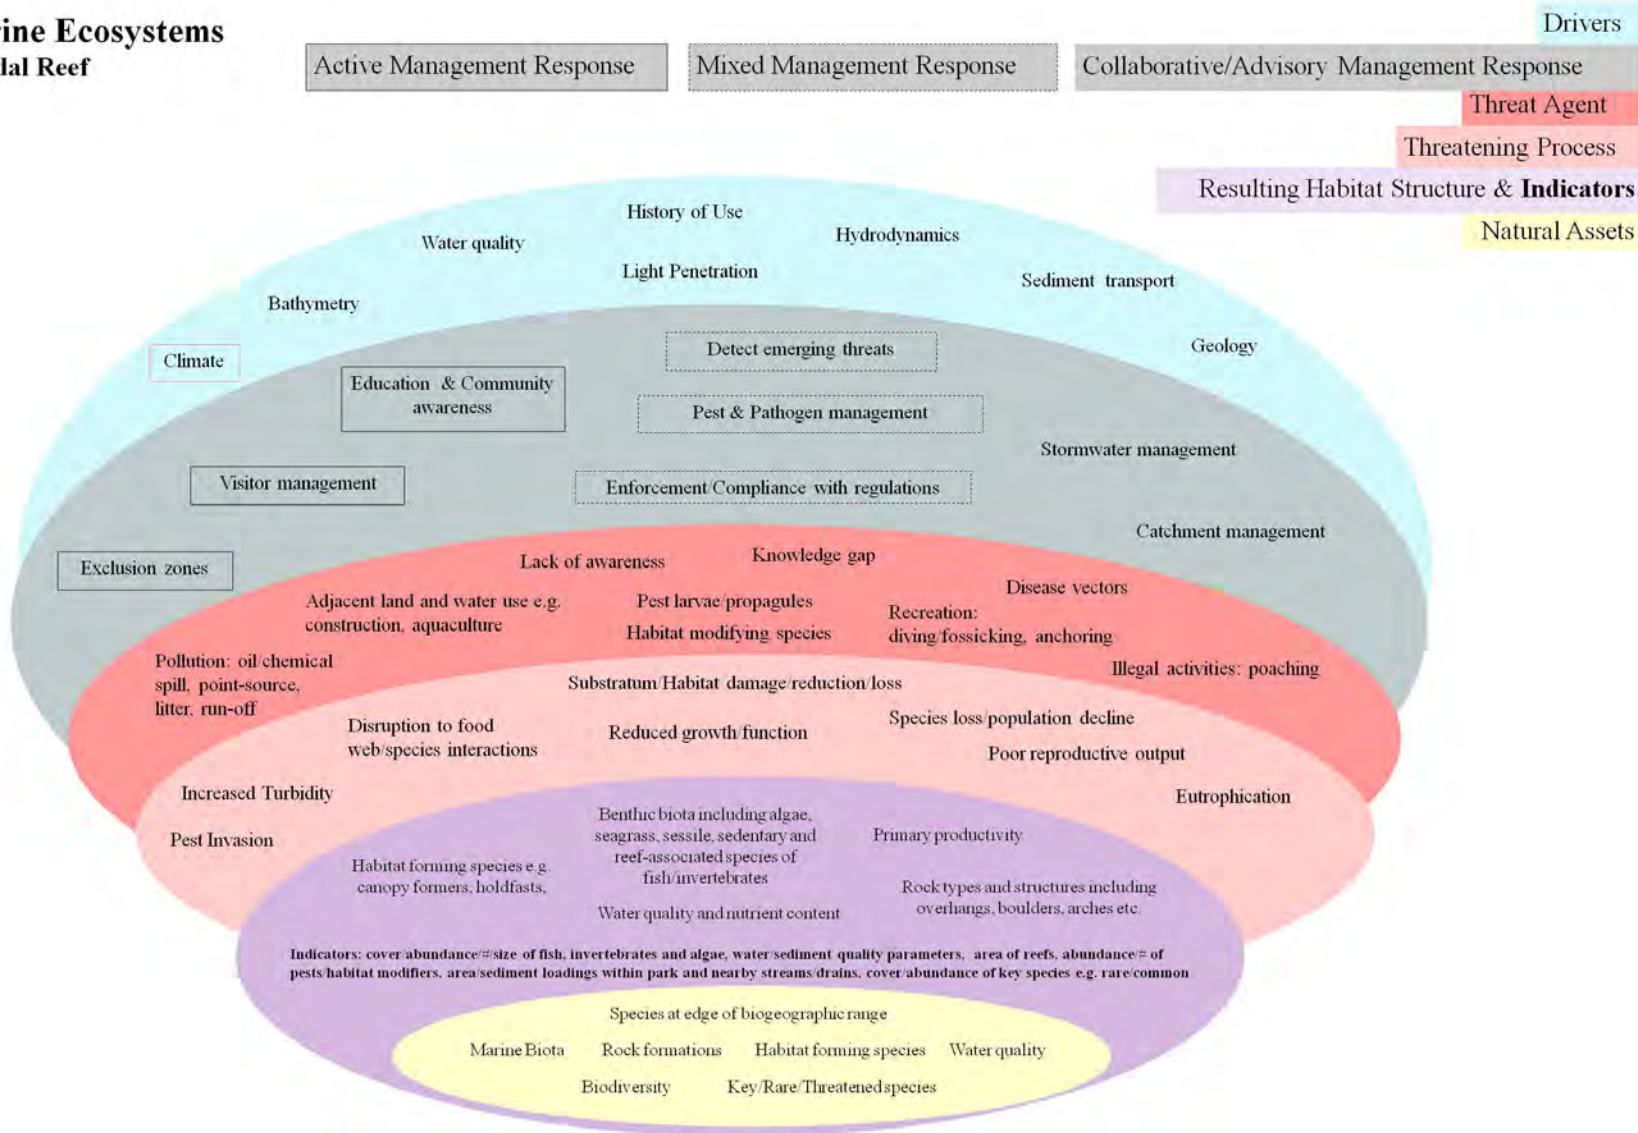 rine Ecosystems
dal Reef
Active Management Response
Mixed Management Response
Collaborative/Advisory Management Response
Drivers
Threat Agent
Threatening Process
Resulting Habitat Structure & Indicators
Natural Assets
History of Use
Water quality
Hydrodynamics
Light Penetration
Sediment transport
Bathymetry
Geology
Climate
Detect emerging threats
Education & Community
awareness
Pest & Pathogen management
Stormwater management
Visitor management
Enforcement/Compliance with regulations
Catchment management
Exclusion zones
Lack of awareness
Knowledge gap
Disease vectors
Adjacent land and water use e.g.
construction, aquaculture
Pest larvae/propagules
Habitat modifying species
Recreation:
diving/fossicking, anchoring
Pollution: oil/chemical
spill, point-source,
litter, run-off
Illegal activities: poaching
Substratum/Habitat damage/reduction/loss
Disruption to food
web/species interactions
Reduced growth/function
Species loss/population decline
Poor reproductive output
Increased Turbidity
Eutrophication
Pest Invasion
Benthic biota including algae,
seagrass, sessile, sedentary and
reef-associated species of
fish/invertebrates
Primary productivity
Habitat forming species e.g.
canopy formers, holdfasts,
Rock types and structures including
overhangs, boulders, arches etc.
Water quality and nutrient content
Indicators: cover/abundance/#/size of fish, invertebrates and algae, water/sediment quality parameters, area of reefs, abundance/# of
pests/habitat modifiers, area/sediment loadings within park and nearby streams/drains, cover/abundance of key species e.g. rare/common
Species at edge of biogeographic range
Marine Biota
Rock formations
Habitat forming species
Water quality
Biodiversity
Key/Rare/Threatened species